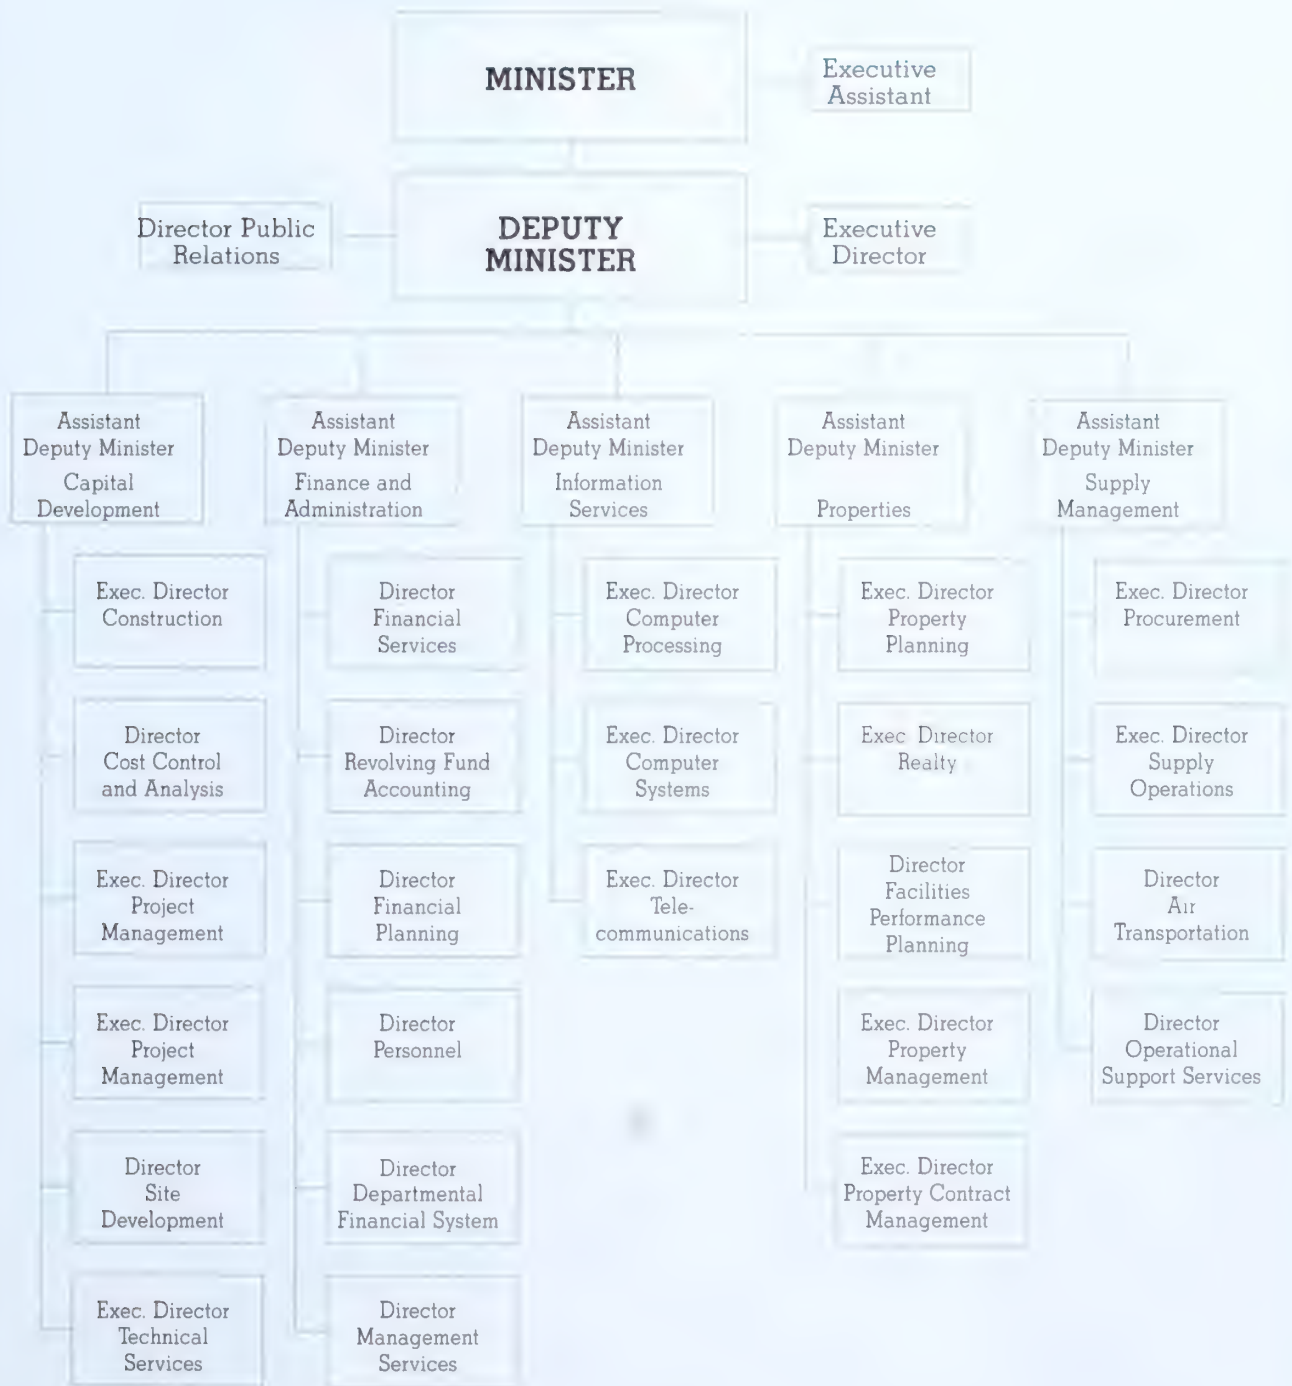 MINISTER
Executive
Assistant
Director Public
Relations
DEPUTY
MINISTER
Executive
Director
Assistant
Deputy Minister
Capital
Development
Assistant
Deputy Minister
Finance and
Administration
Assistant
Deputy Minister
Information
Services
Assistant
Deputy Minister
Properties
Assistant
Deputy Minister
Supply
Management
Exec. Director
Construction
Director
Cost Control
and Analysis
Exec. Director
Project
Management
Exec. Director
Project
Management
Director
Site
Development
Exec. Director
Technical
Services
Director
Financial
Services
Director
Revolving Fund
Accounting
Director
Financial
Planning
Director
Personnel
Director
Departmental
Financial System
Director
Management
Services
Exec. Director
Computer
Processing
Exec. Director
Computer
Systems
Exec. Director
Tele-
communications
Exec. Director
Property
Planning
Exec Director
Realty
Director
Facilities
Performance
Planning
Exec. Director
Property
Management
Exec. Director
Property Contract
Management
Exec. Director
Procurement
Exec. Director
Supply
Operations
Director
Air
Transportation
Director
Operational
Support Services